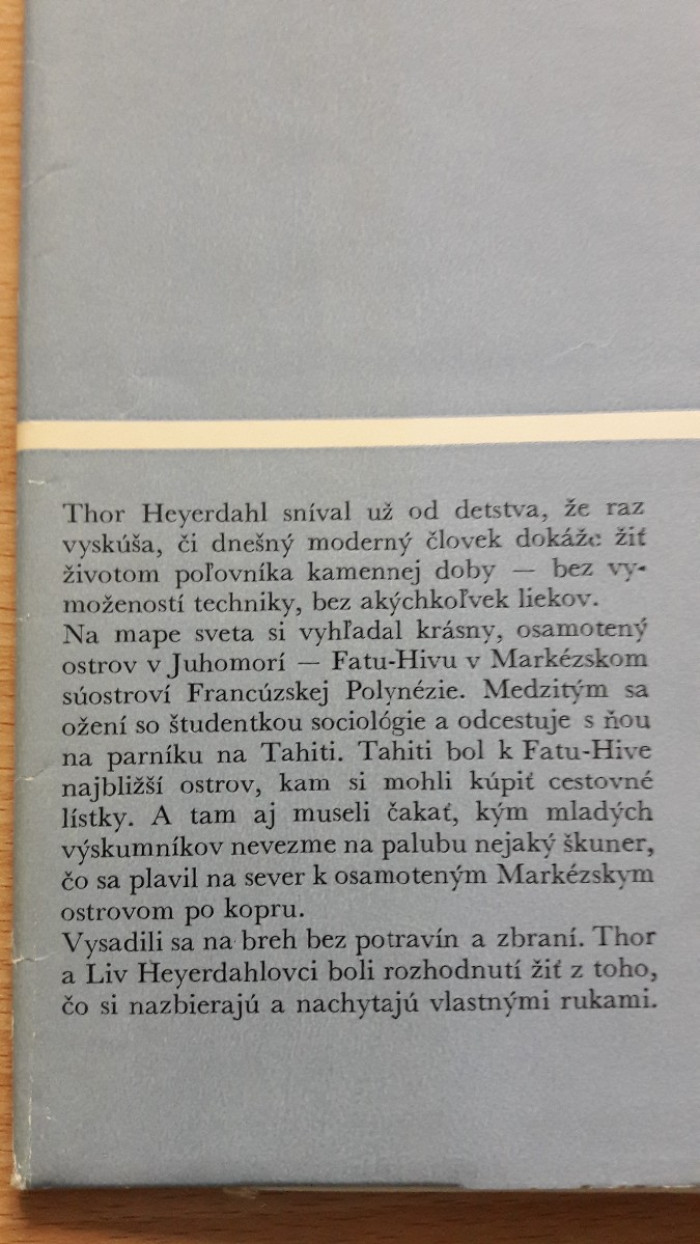 Thor Heyerdahl sníval už od detstva, že raz
vyskúša, či dnešný moderný človek dokáže žiť
životom poľovníka kamennej doby — bez vy-
možeností techniky, bez akýchkoľvek liekov.
Na mape sveta si vyhľadal krásny, osamotený
ostrov v Juhomorí — Fatu-Hivu v Markézskom
súostroví Francúzskej Polynézie. Medzitým sa
ožení so študentkou sociológie a odcestuje s ňou
na parníku na Tahiti. Tahiti bol k Fatu-Hive
najbližší ostrov, kam si mohli kúpiť cestovné
lístky. A tam aj museli čakať, kým mladých
výskumníkov nevezme na palubu nejaký škuner,
čo sa plavil na sever k osamoteným Markézskym
ostrovom po kopru.
Vysadili sa na breh bez potravín a zbraní. Thor
a Liv Heyerdahlovci boli rozhodnutí žiť z toho,
čo si nazbierajú a nachytajú vlastnými rukami.